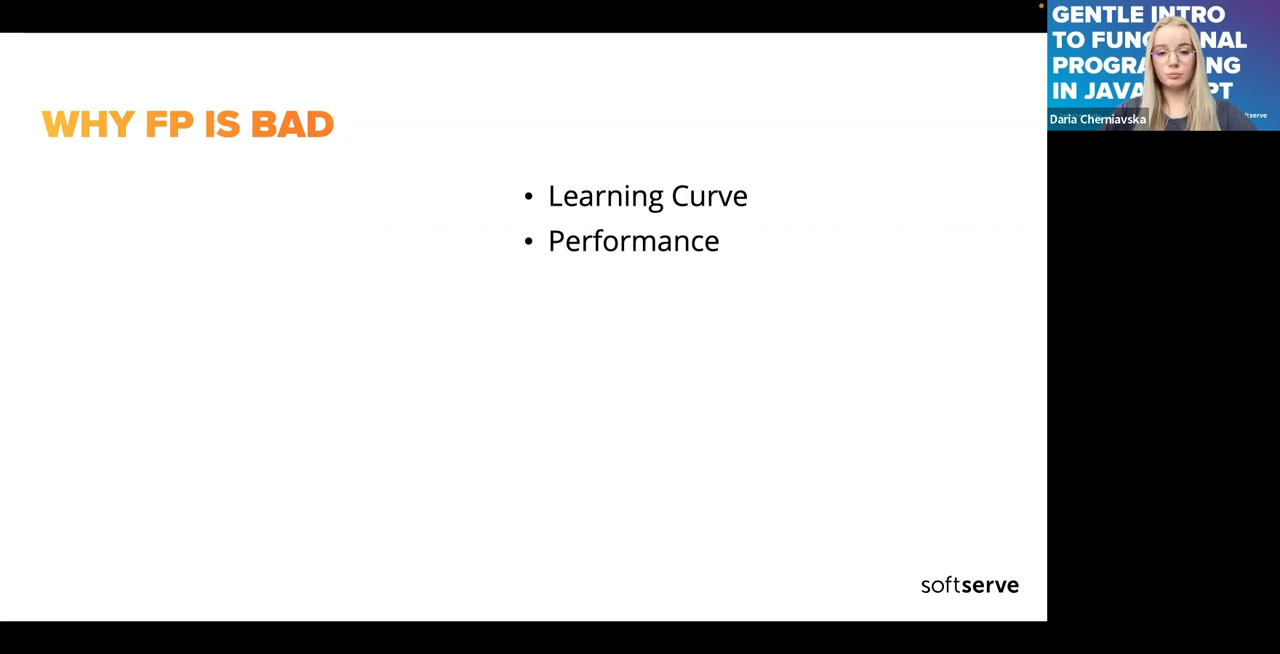 WHY FP IS BAD
• Learning Curve
• Performance
softserve
GENTLE INTRO
TO FUN NAL
PROGRA NG
IN JAVA PT
Daria Cherniavska